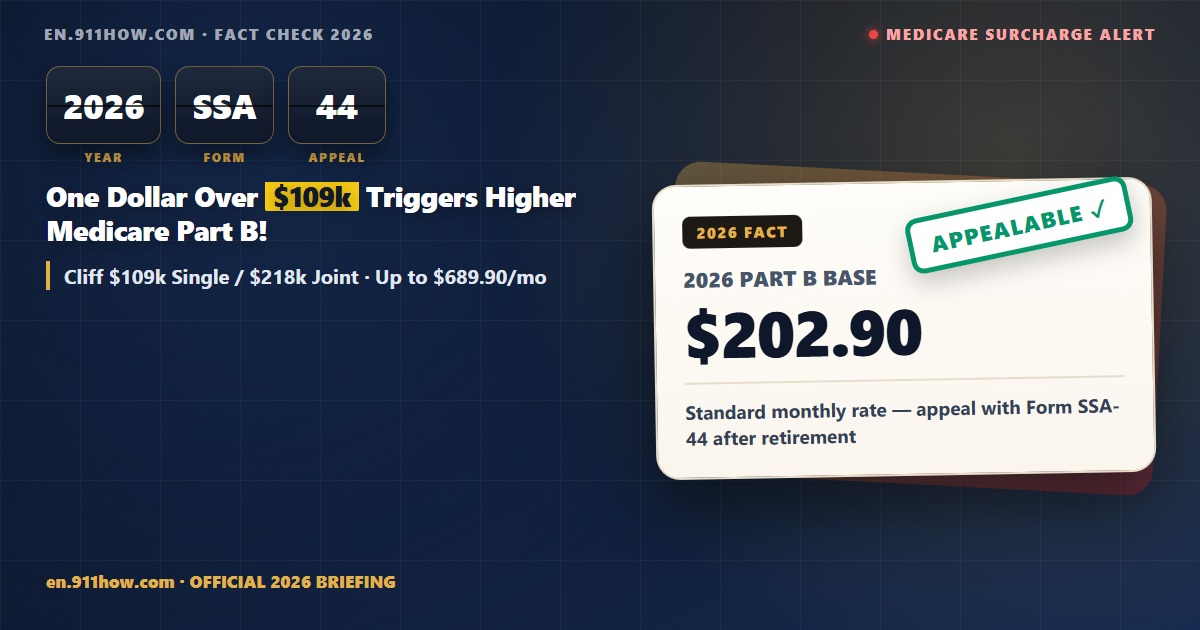 EN.911HOW.COM · FACT CHECK 2026
MEDICARE SURCHARGE ALERT
2026 SSA 44
YEAR FORM APPEAL
One Dollar Over $109k Triggers Higher
Medicare Part B!
Cliff $109k Single / $218k Joint · Up to $689.90/mo
2026 FACT
APPEALABLE ✓
2026 PART B BASE
$202.90
Standard monthly rate — appeal with Form SSA-
44 after retirement
en.911how.com · OFFICIAL 2026 BRIEFING